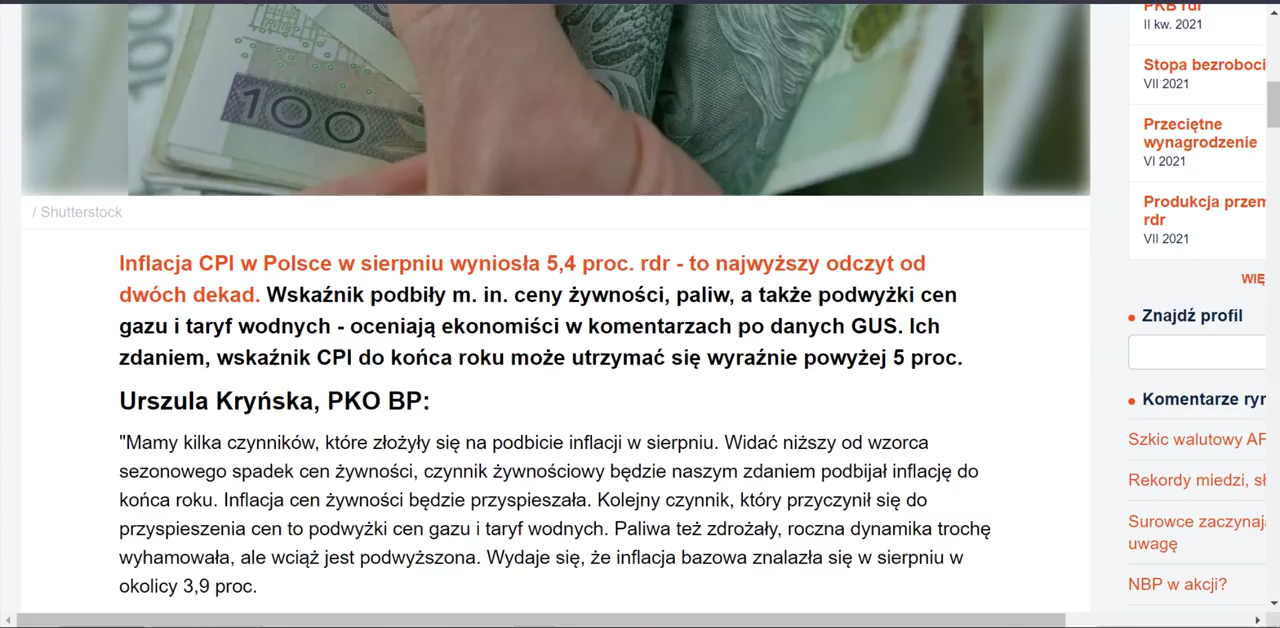 100
100
/ Shutterstock
Inflacja CPI w Polsce w sierpniu wyniosła 5,4 proc. rdr - to najwyższy odczyt od
dwóch dekad. Wskaźnik podbiły m. in. ceny żywności, paliw, a także podwyżki cen
gazu i taryf wodnych - oceniają ekonomiści w komentarzach po danych GUS. Ich
zdaniem, wskaźnik CPI do końca roku może utrzymać się wyraźnie powyżej 5 proc.
Urszula Kryńska, PKO BP:
"Mamy kilka czynników, które złożyły się na podbicie inflacji w sierpniu. Widać niższy od wzorca
sezonowego spadek cen żywności, czynnik żywnościowy będzie naszym zdaniem podbijał inflację do
końca roku. Inflacja cen żywności będzie przyspieszała. Kolejny czynnik, który przyczynił się do
przyspieszenia cen to podwyżki cen gazu i taryf wodnych. Paliwa też zdrożały, roczna dynamika trochę
wyhamowała, ale wciąż jest podwyższona. Wydaje się, że inflacja bazowa znalazła się w sierpniu w
okolicy 3,9 proc.
PKB rdr
II kw. 2021
Stopa bezroboci
VII 2021
Przeciętne
wynagrodzenie
VI 2021
Produkcja przem
rdr
VII 2021
WIĘ
Znajdź profil
Komentarze ryn
Szkic walutowy AF
Rekordy miedzi, sł
Surowce zaczynaj
uwagę
NBP w akcji?